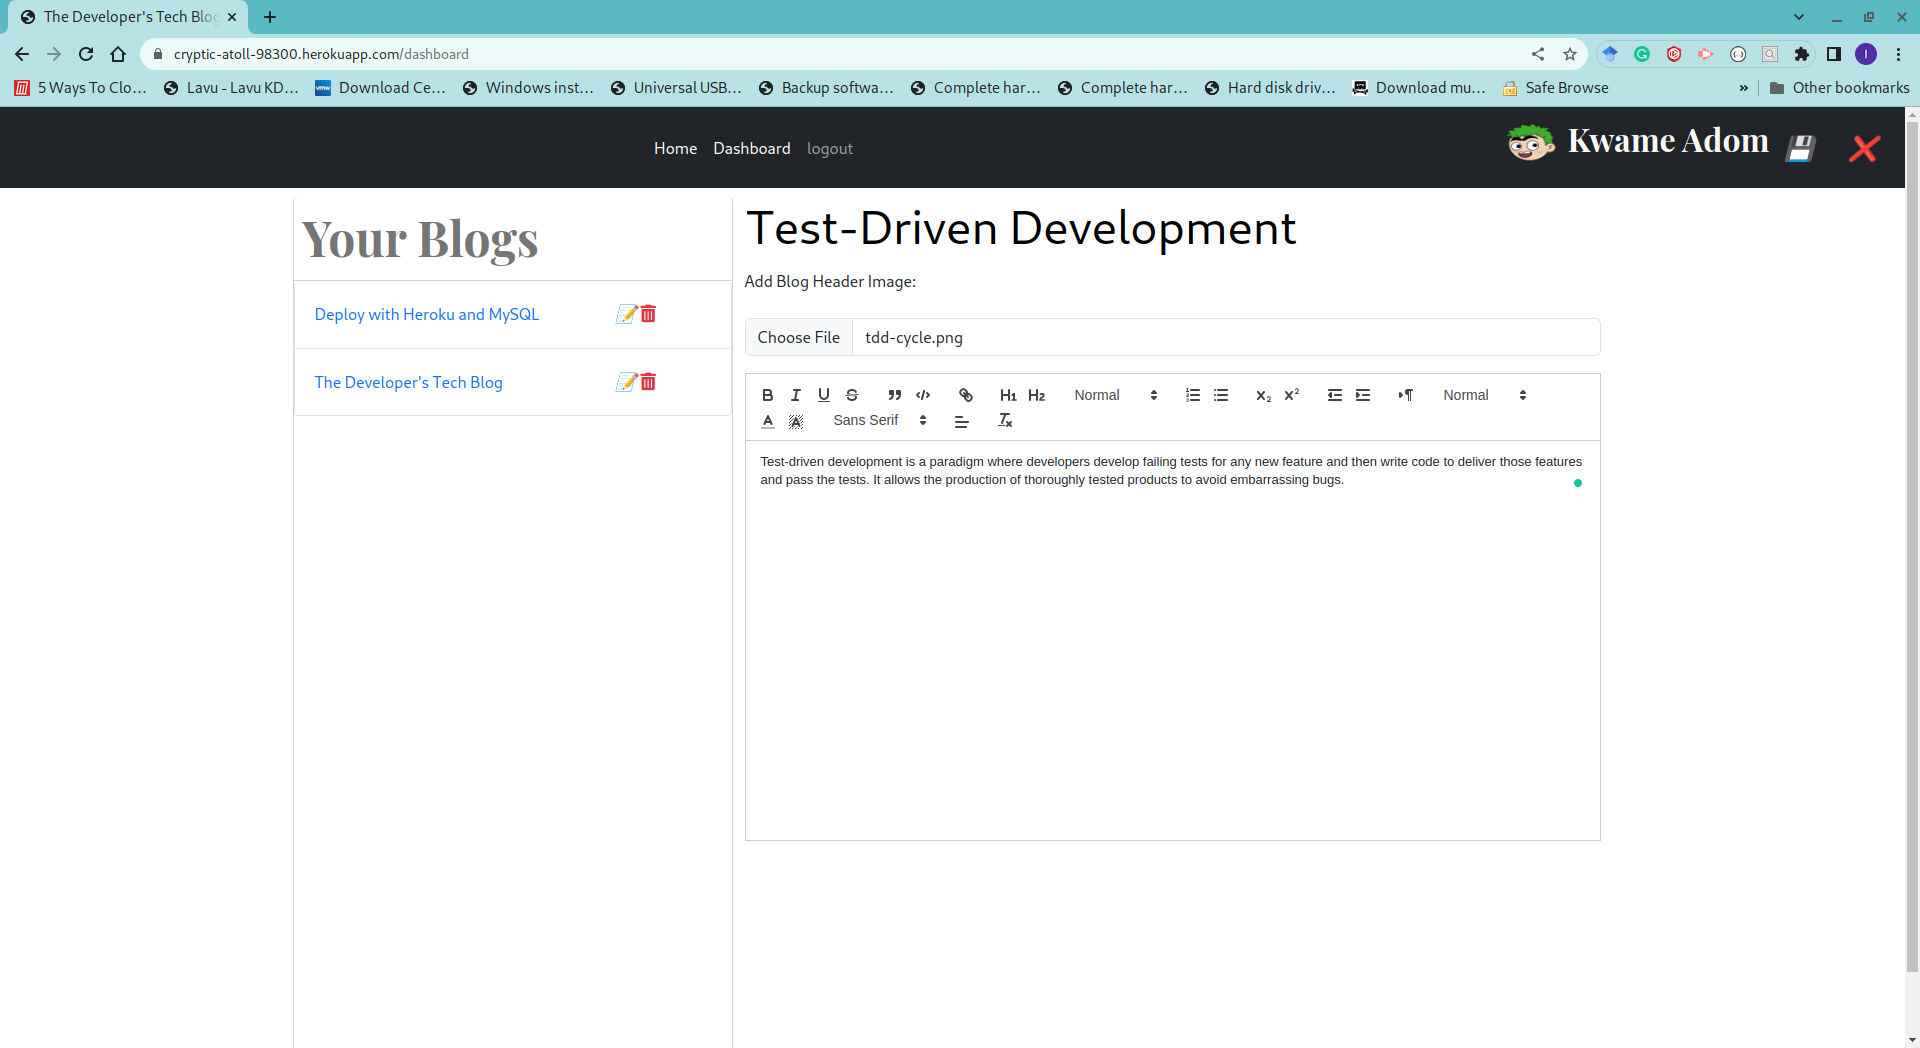 The Developer's Tech Blog
cryptic-atoll-98300.herokuapp.com/dashboard
I
5 Ways To Clo...
Lavu - Lavu KD...
vmw
Download Ce...
Windows inst...
Universal USB...
Backup softwa...
Complete har...
Complete har...
Hard disk driv...
Download mu...
Safe Browse
»
Other bookmarks
Home Dashboard logout
Kwame Adom
Your Blogs
Deploy with Heroku and MySQL
The Developer's Tech Blog
Test-Driven Development
Add Blog Header Image:
Choose File tdd-cycle.png
B I U S H1 H2 Normal x2 x2 Normal
A A Sans Serif Tx
Test-driven development is a paradigm where developers develop failing tests for any new feature and then write code to deliver those features
and pass the tests. It allows the production of thoroughly tested products to avoid embarrassing bugs.